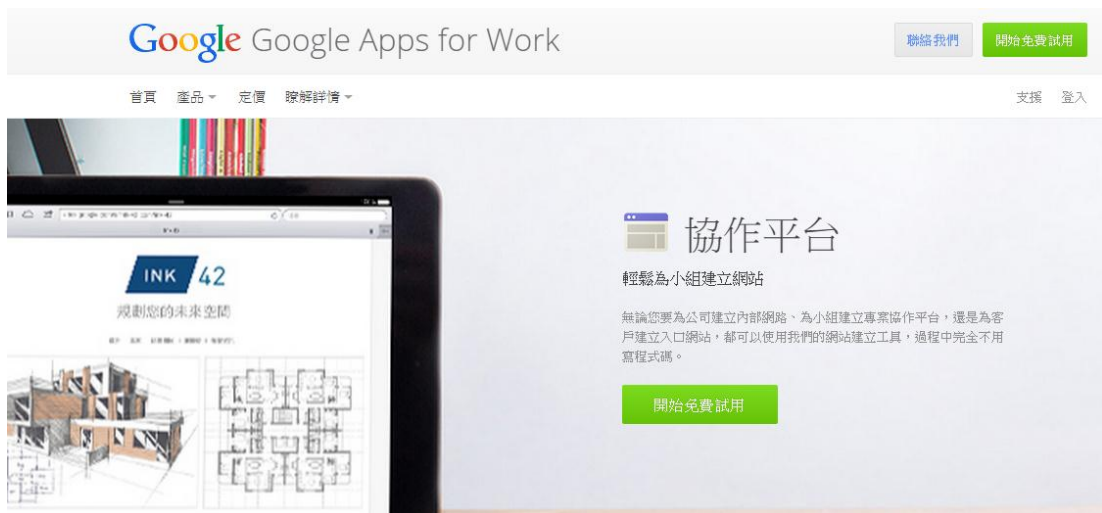 Google Google Apps for Work
聯絡我們
開始免費試用
首頁 產品 定價 瞭解詳情
支援 登入
INK 42
規劃您的未來空間
協作平台
輕鬆為小組建立網站
無論您要為公司建立內部網路、為小組建立專案協作平台,還是為客
戶建立入口網站,都可以使用我們的網站建立工具,過程中完全不用
寫程式碼。
開始免費試用